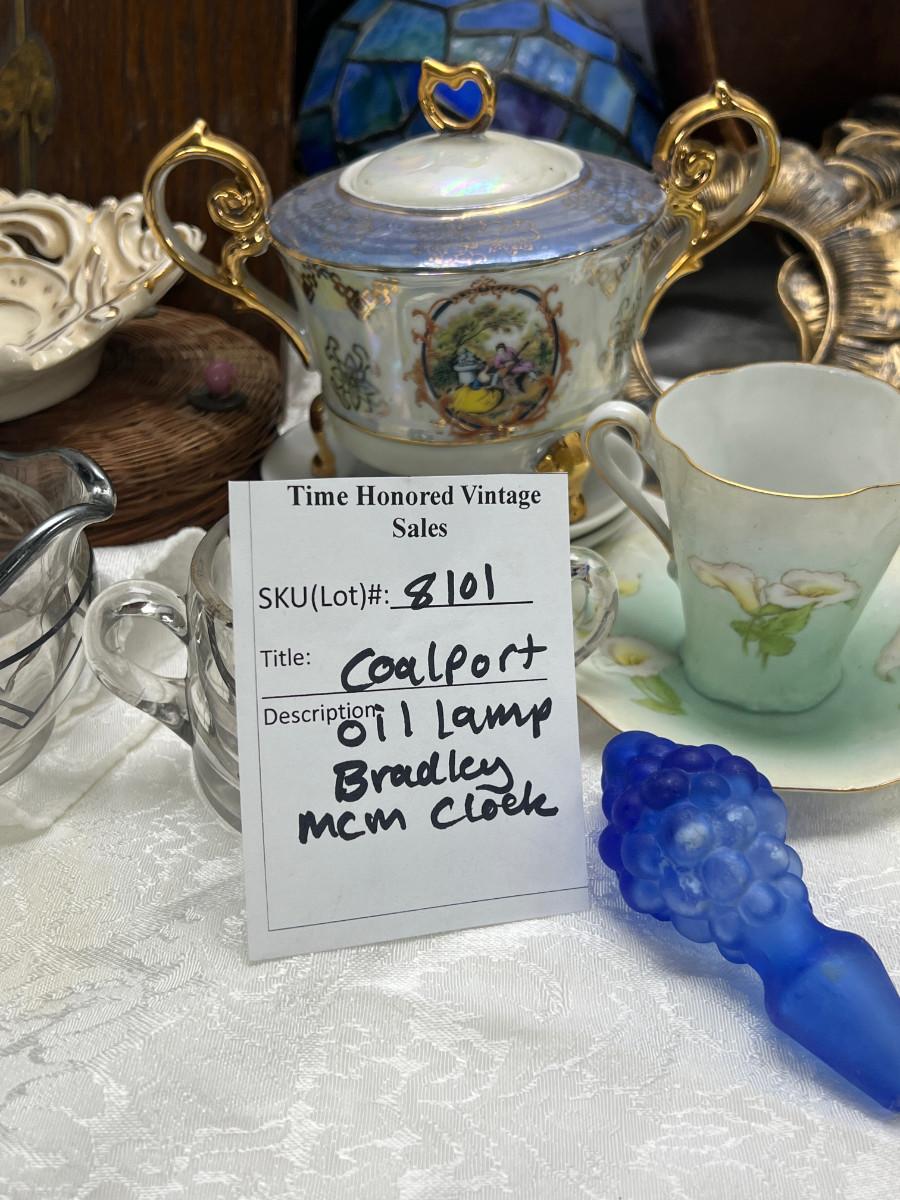 Time Honored Vintage
Sales
SKU(Lot)#: 8101
Title: Coalport
Description:
oil lamp
Bradley
MCM Clock